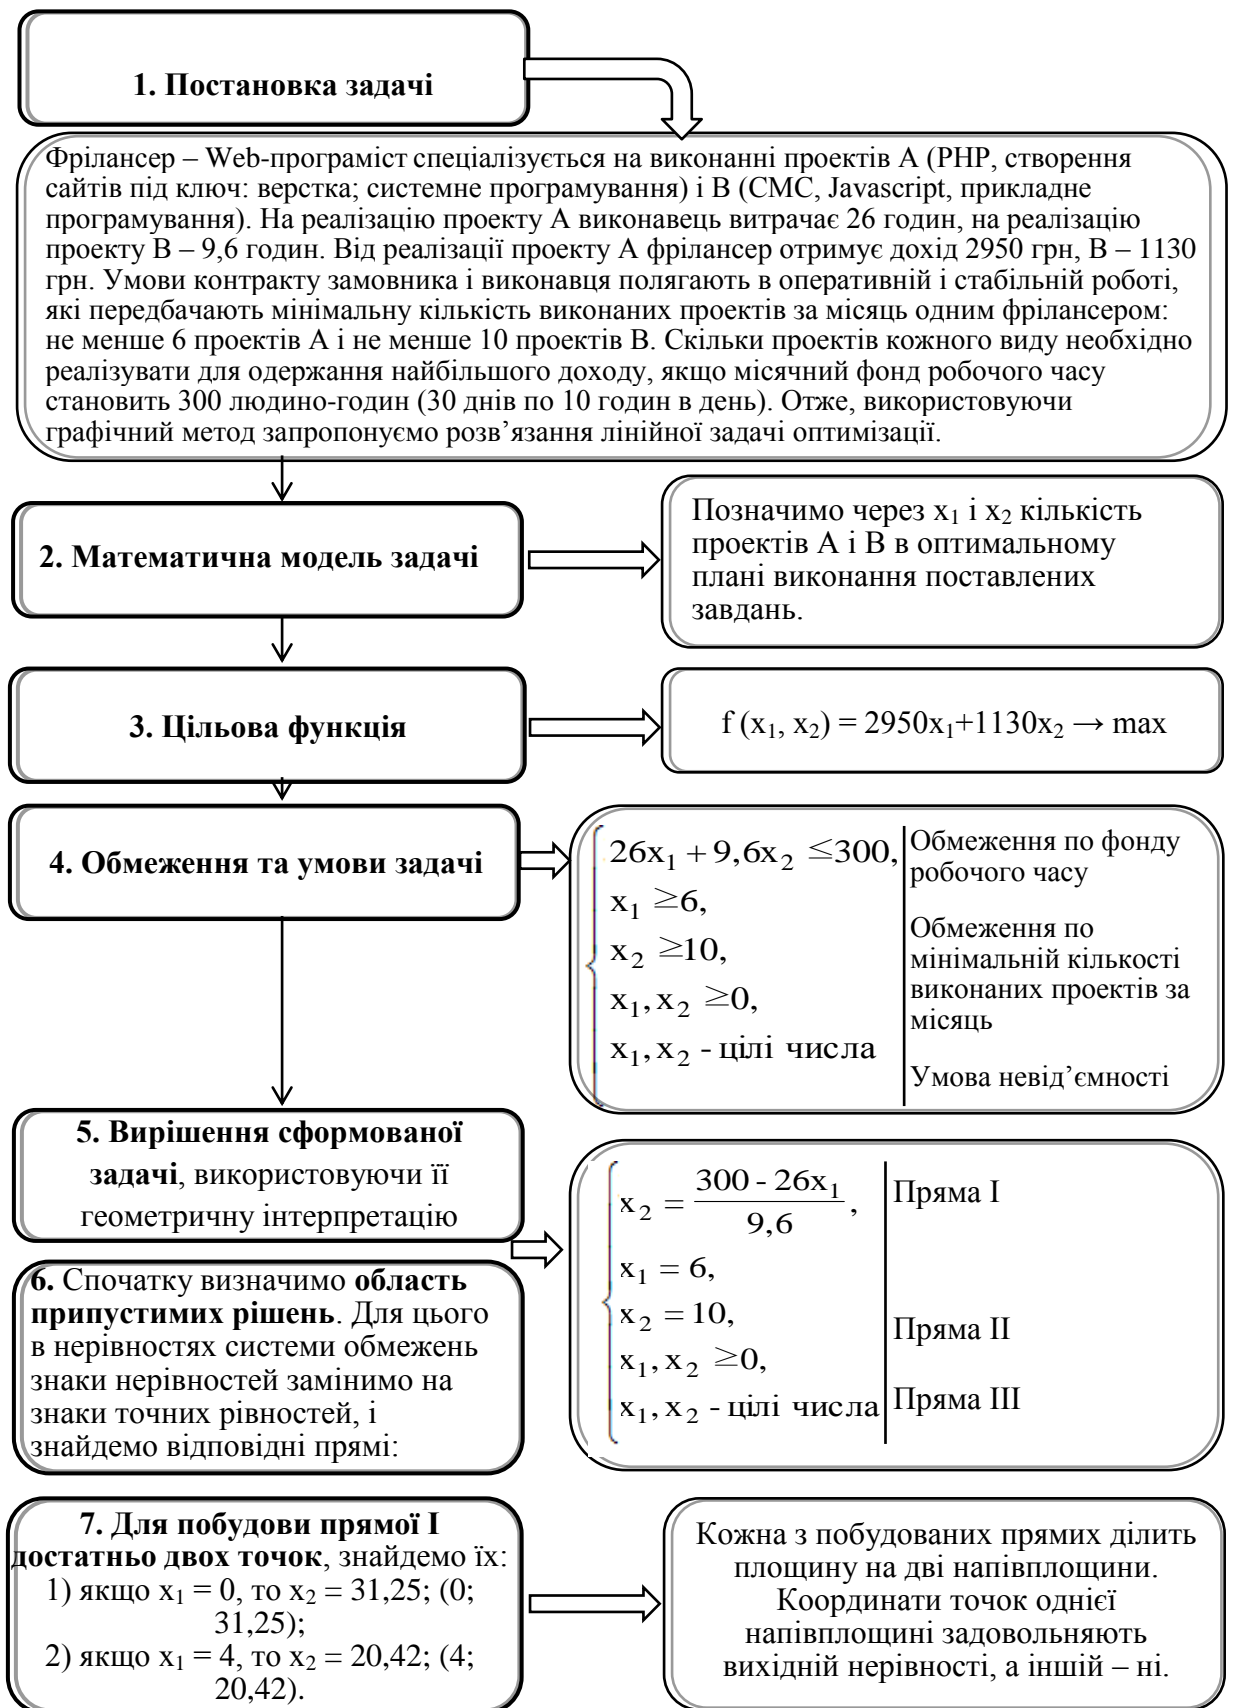 1. Постановка задачі
Фрілансер – Web-програміст спеціалізується на виконанні проектів А (PHP, створення
сайтів під ключ: верстка; системне програмування) і В (CMC, Javascript, прикладне
програмування). На реалізацію проекту А виконавець витрачає 26 годин, на реалізацію
проекту В – 9,6 годин. Від реалізації проекту А фрілансер отримує дохід 2950 грн, В – 1130
грн. Умови контракту замовника і виконавця полягають в оперативній і стабільній роботі,
які передбачають мінімальну кількість виконаних проектів за місяць одним фрілансером:
не менше 6 проектів А і не менше 10 проектів В. Скільки проектів кожного виду необхідно
реалізувати для одержання найбільшого доходу, якщо місячний фонд робочого часу
становить 300 людино-годин (30 днів по 10 годин в день). Отже, використовуючи
графічний метод запропонуємо розв’язання лінійної задачі оптимізації.
2. Математична модель задачі
Позначимо через x₁ і x₂ кількість
проектів А і В в оптимальному
плані виконання поставлених
завдань.
3. Цільова функція
f (x₁, x₂) = 2950x₁+1130x₂ → max
4. Обмеження та умови задачі
26x₁ + 9,6x₂ ≤300,
x₁ ≥6,
x₂ ≥10,
x₁, x₂ ≥0,
x₁, x₂ - цілі числа
Обмеження по фонду
робочого часу
Обмеження по
мінімальній кількості
виконаних проектів за
місяць
Умова невід’ємності
5. Вирішення сформованої
задачі, використовуючи її
геометричну інтерпретацію
6. Спочатку визначимо область
припустимих рішень. Для цього
в нерівностях системи обмежень
знаки нерівностей замінимо на
знаки точних рівностей, і
знайдемо відповідні прямі:
x₂ = (300 - 26x₁)/9,6,
x₁ = 6,
x₂ = 10,
x₁, x₂ ≥0,
x₁, x₂ - цілі числа
Пряма I
Пряма II
Пряма III
7. Для побудови прямої I
достатньо двох точок, знайдемо їх:
1) якщо x₁ = 0, то x₂ = 31,25; (0;
31,25);
2) якщо x₁ = 4, то x₂ = 20,42; (4;
20,42).
Кожна з побудованих прямих ділить
площину на дві напівплощини.
Координати точок однієї
напівплощині задовольняють
вихідній нерівності, а іншій – ні.